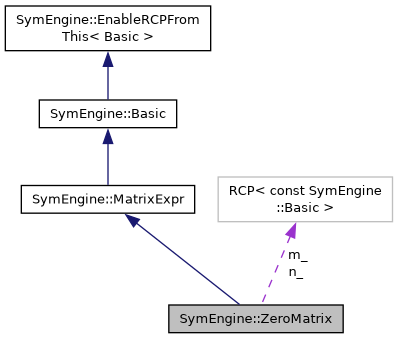 SymEngine::EnableRCPFrom
This< Basic >
SymEngine::Basic
SymEngine::MatrixExpr
RCP< const SymEngine
::Basic >
m_
n_
SymEngine::ZeroMatrix